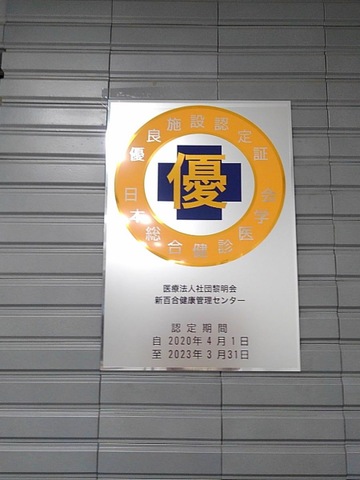 優良施設認定証
優
日本総合健診医学会
医療法人社団黎明会
新百合健康管理センター
認定期間
自 2020年 4月 1日
至 2023年 3月31日